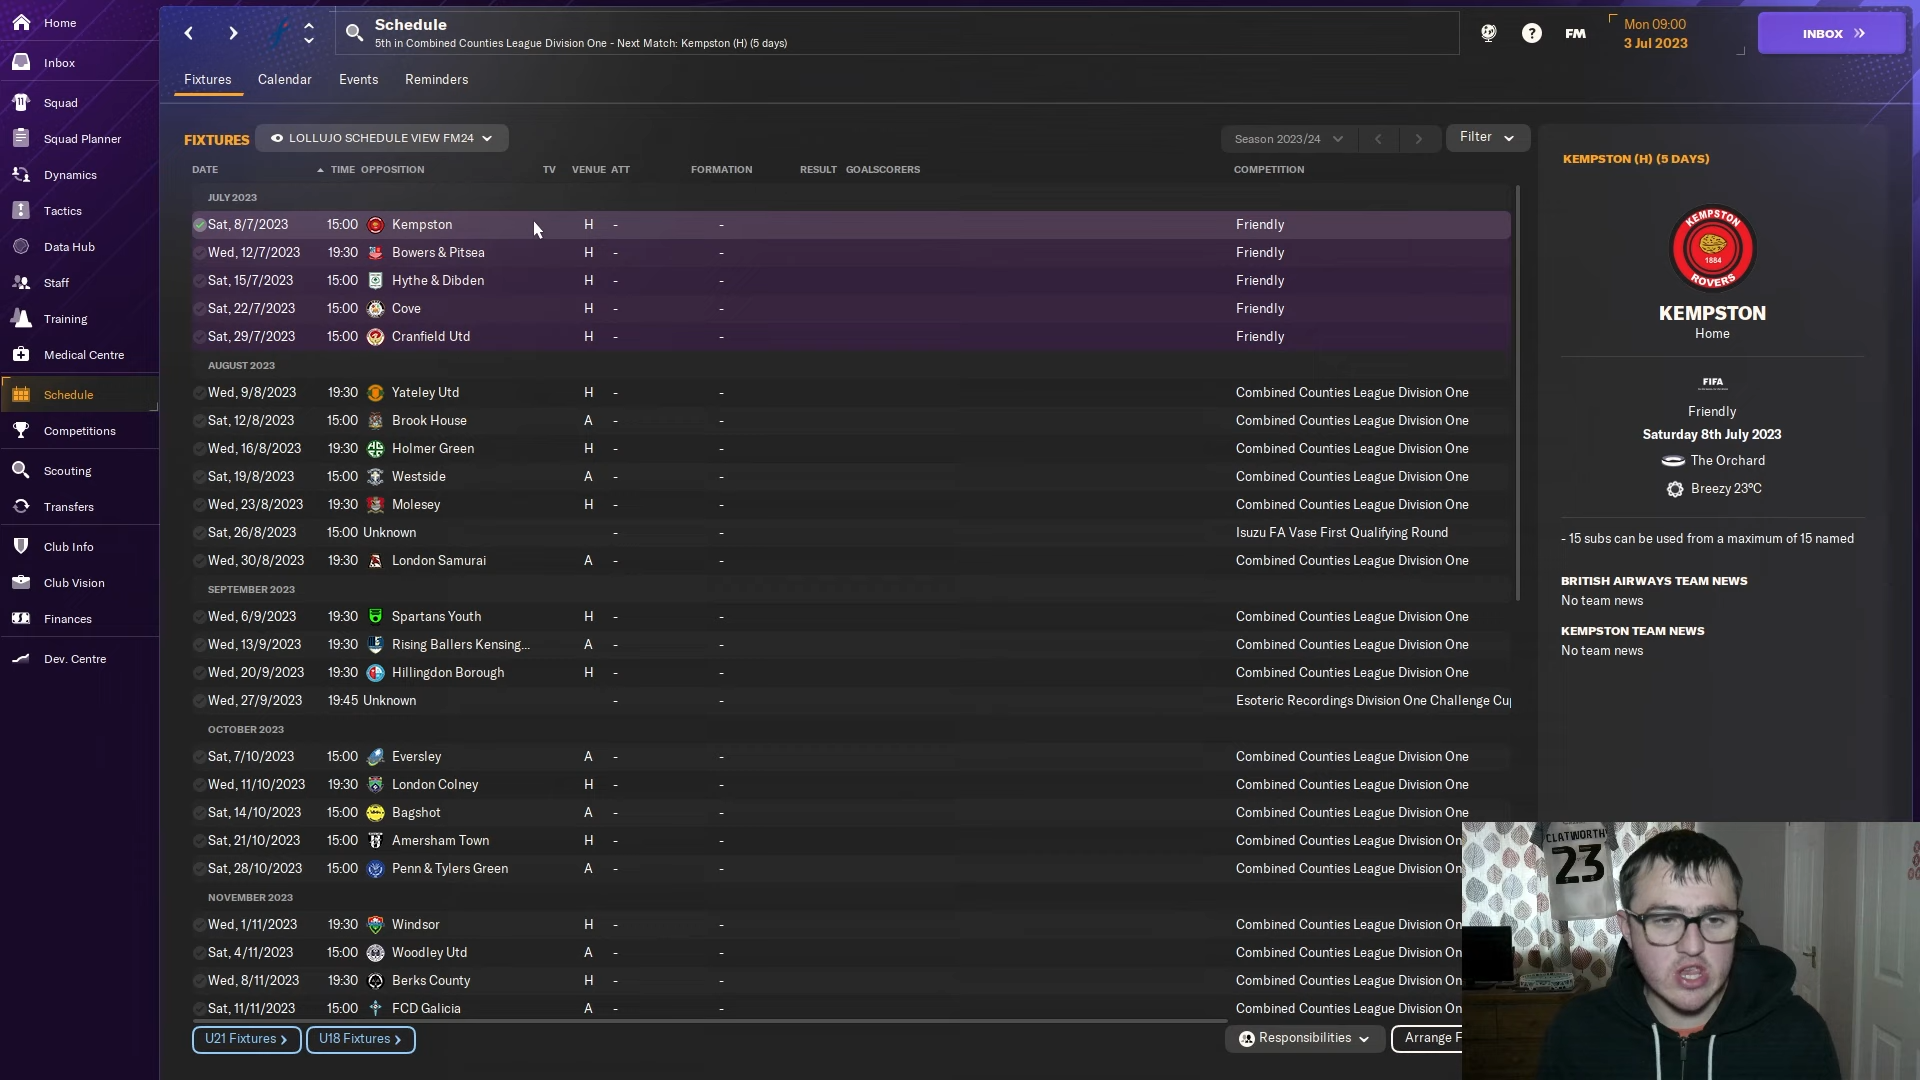 Home
Inbox
Squad
Squad Planner
Dynamics
Tactics
Data Hub
Staff
Training
Medical Centre
Schedule
Competitions
Scouting
Transfers
Club Info
Club Vision
Finances
Dev. Centre
Schedule
5th in Combined Counties League Division One - Next Match: Kempston (H) (5 days)
FM
Mon 09:00
3 Jul 2023
INBOX
Fixtures Calendar Events Reminders
FIXTURES LOLLUJO SCHEDULE VIEW FM24 Season 2023/24 Filter
DATE TIME OPPOSITION TV VENUE ATT FORMATION RESULT GOALSCORERS COMPETITION
JULY 2023
Sat, 8/7/2023 15:00 Kempston H - - Friendly
Wed, 12/7/2023 19:30 Bowers & Pitsea H - - Friendly
Sat, 15/7/2023 15:00 Hythe & Dibden H - - Friendly
Sat, 22/7/2023 15:00 Cove H - - Friendly
Sat, 29/7/2023 15:00 Cranfield Utd H - - Friendly
AUGUST 2023
Wed, 9/8/2023 19:30 Yateley Utd H - - Combined Counties League Division One
Sat, 12/8/2023 15:00 Brook House A - - Combined Counties League Division One
Wed, 16/8/2023 19:30 Holmer Green H - - Combined Counties League Division One
Sat, 19/8/2023 15:00 Westside A - - Combined Counties League Division One
Wed, 23/8/2023 19:30 Molesey H - - Combined Counties League Division One
Sat, 26/8/2023 15:00 Unknown - - Isuzu FA Vase First Qualifying Round
Wed, 30/8/2023 19:30 London Samurai A - - Combined Counties League Division One
SEPTEMBER 2023
Wed, 6/9/2023 19:30 Spartans Youth H - - Combined Counties League Division One
Wed, 13/9/2023 19:30 Rising Ballers Kensing... A - - Combined Counties League Division One
Wed, 20/9/2023 19:30 Hillingdon Borough H - - Combined Counties League Division One
Wed, 27/9/2023 19:45 Unknown - - Esoteric Recordings Division One Challenge Cu
OCTOBER 2023
Sat, 7/10/2023 15:00 Eversley A - - Combined Counties League Division One
Wed, 11/10/2023 19:30 London Colney H - - Combined Counties League Division One
Sat, 14/10/2023 15:00 Bagshot A - - Combined Counties League Division One
Sat, 21/10/2023 15:00 Amersham Town H - - Combined Counties League Division On
Sat, 28/10/2023 15:00 Penn & Tylers Green A - - Combined Counties League Division On
NOVEMBER 2023
Wed, 1/11/2023 19:30 Windsor H - - Combined Counties League Division On
Sat, 4/11/2023 15:00 Woodley Utd A - - Combined Counties League Division On
Wed, 8/11/2023 19:30 Berks County H - - Combined Counties League Division On
Sat, 11/11/2023 15:00 FCD Galicia A - - Combined Counties League Division On
U21 Fixtures U18 Fixtures Responsibilities Arrange F
KEMPSTON (H) (5 DAYS)
KEMPSTON
1884
ROVERS
KEMPSTON
Home
FIFA
Friendly
Saturday 8th July 2023
The Orchard
Breezy 23°C
- 15 subs can be used from a maximum of 15 named
BRITISH AIRWAYS TEAM NEWS
No team news
KEMPSTON TEAM NEWS
No team news
CLATWORTHY
23